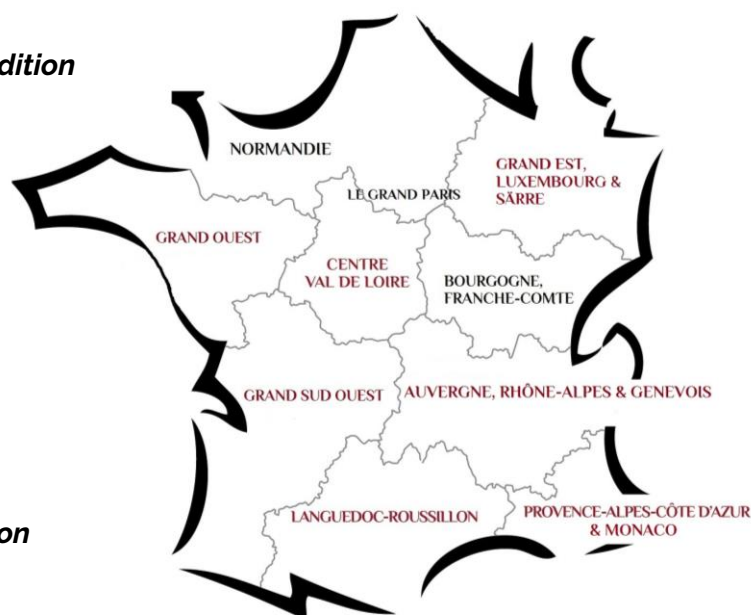 dition
NORMANDIE
LE GRAND PARIS
GRAND EST,
LUXEMBOURG &
SÄRRE
GRAND OUEST
CENTRE
VAL DE LOIRE
BOURGOGNE,
FRANCHE-COMTE
GRAND SUD OUEST
AUVERGNE, RHÔNE-ALPES & GENEVOIS
LANGUEDOC-ROUSSILLON
PROVENCE-ALPES-CÔTE D'AZUR
& MONACO
on